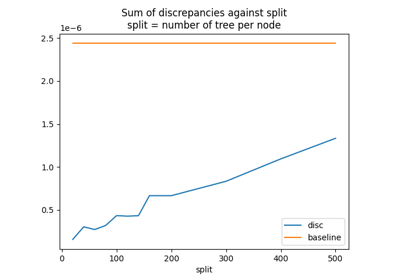 Sum of discrepancies against split
split = number of tree per node
1e−6
2.5
2.0
1.5
1.0
0.5
0
100
200
300
400
500
split
disc
baseline